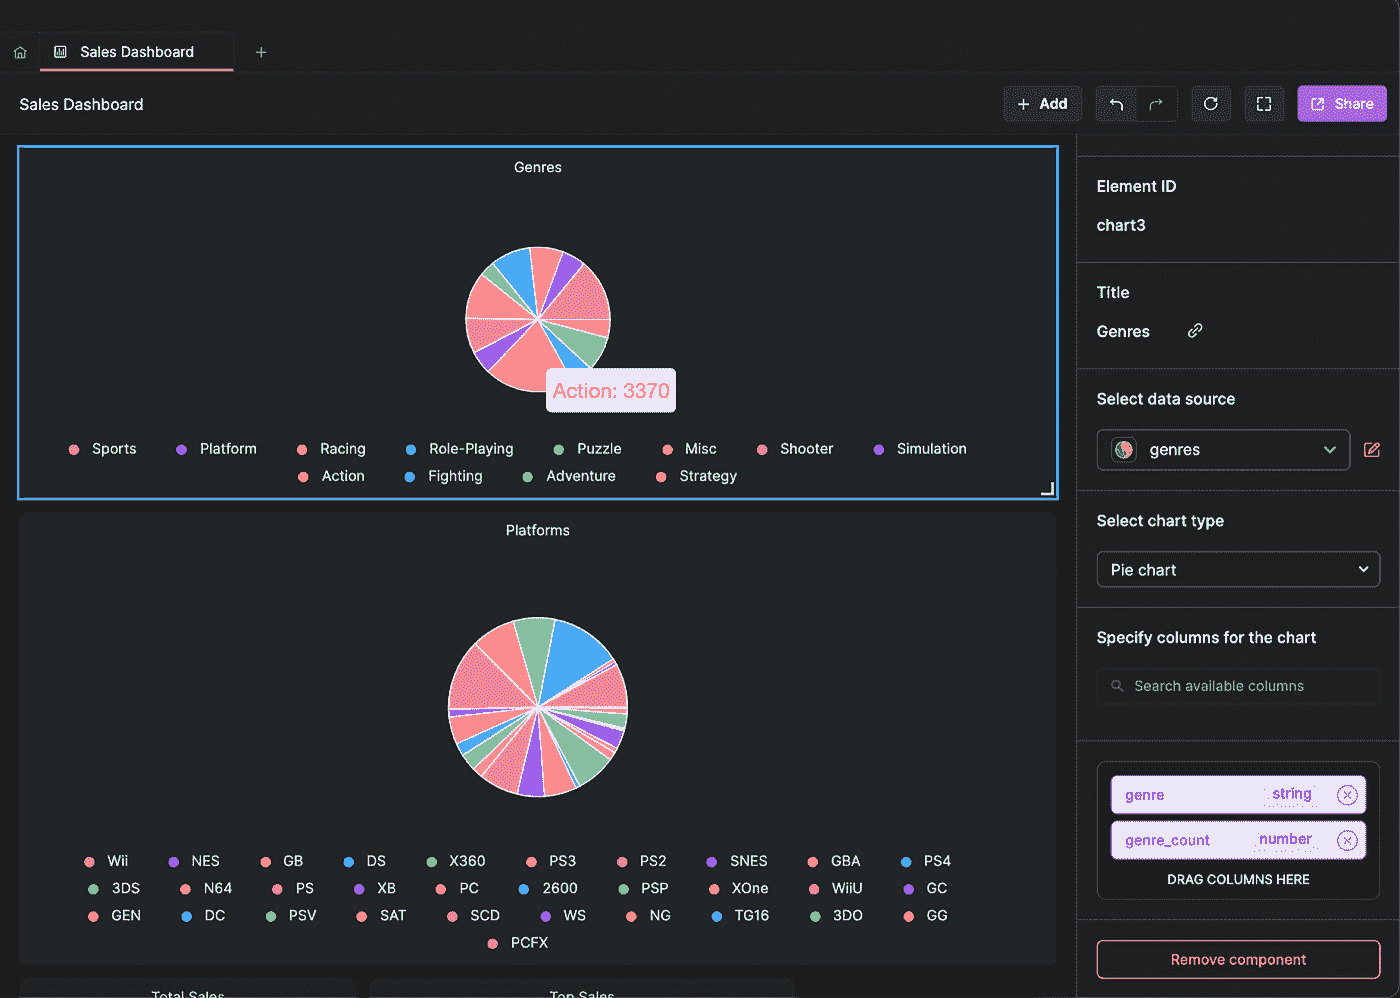 Sales Dashboard
Sales Dashboard
Add
Share
Genres
Action: 3370
Sports Platform Racing Role-Playing Puzzle Misc Shooter Simulation
Action Fighting Adventure Strategy
Platforms
Wii NES GB DS X360 PS3 PS2 SNES GBA PS4
3DS N64 PS XB PC 2600 PSP XOne WiiU GC
GEN DC PSV SAT SCD WS NG TG16 3DO GG
PCFX
Total Sales Top Sales
Element ID
chart3
Title
Genres
Select data source
genres
Select chart type
Pie chart
Specify columns for the chart
Search available columns
genre string
genre_count number
DRAG COLUMNS HERE
Remove component